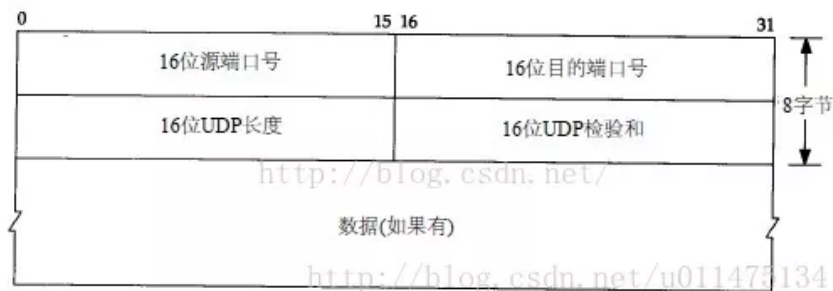 0 15 16 31
16位源端口号 16位目的端口号
8字节
16位UDP长度 16位UDP检验和
http://blog.csdn.net/
数据(如果有)
http://blog.csdn.net/u011475134